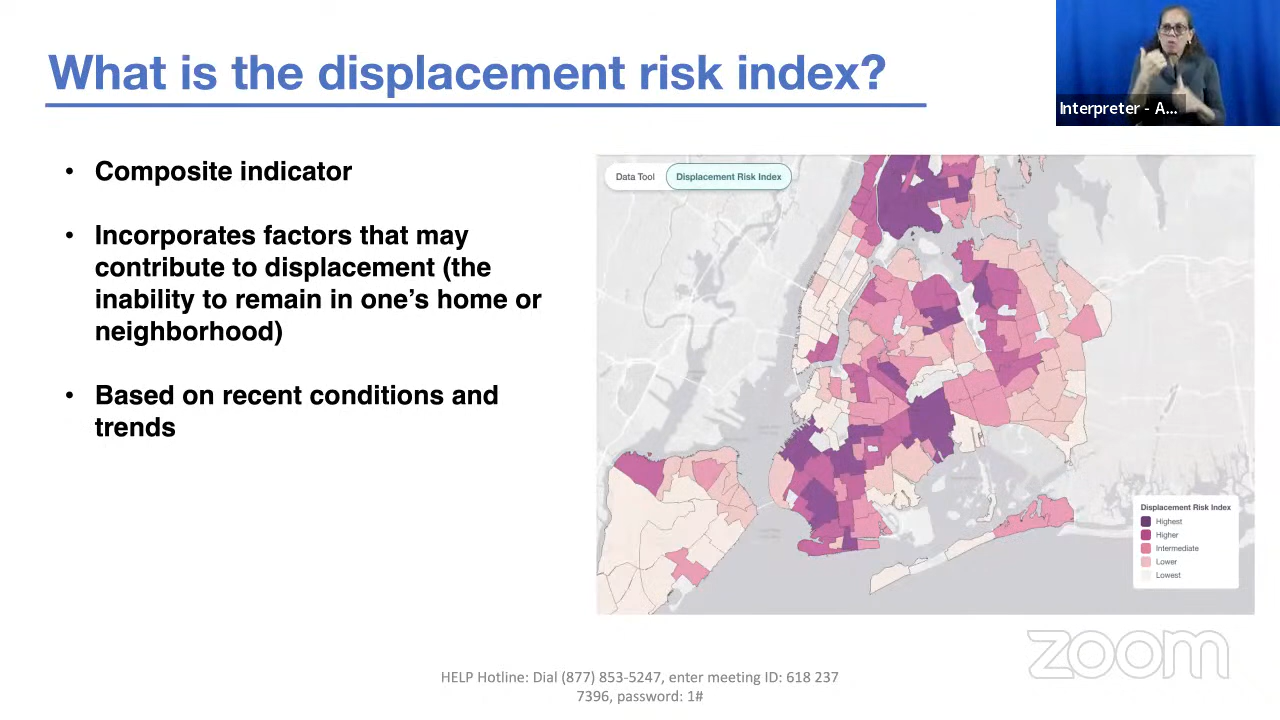 What is the displacement risk index?
Interpreter - A...
• Composite indicator
• Incorporates factors that may
contribute to displacement (the
inability to remain in one’s home or
neighborhood)
• Based on recent conditions and
trends
Data Tool
Displacement Risk Index
Displacement Risk Index
Highest
Higher
Intermediate
Lower
Lowest
zoom
HELP Hotline: Dial (877) 853-5247, enter meeting ID: 618 237
7396, password: 1#